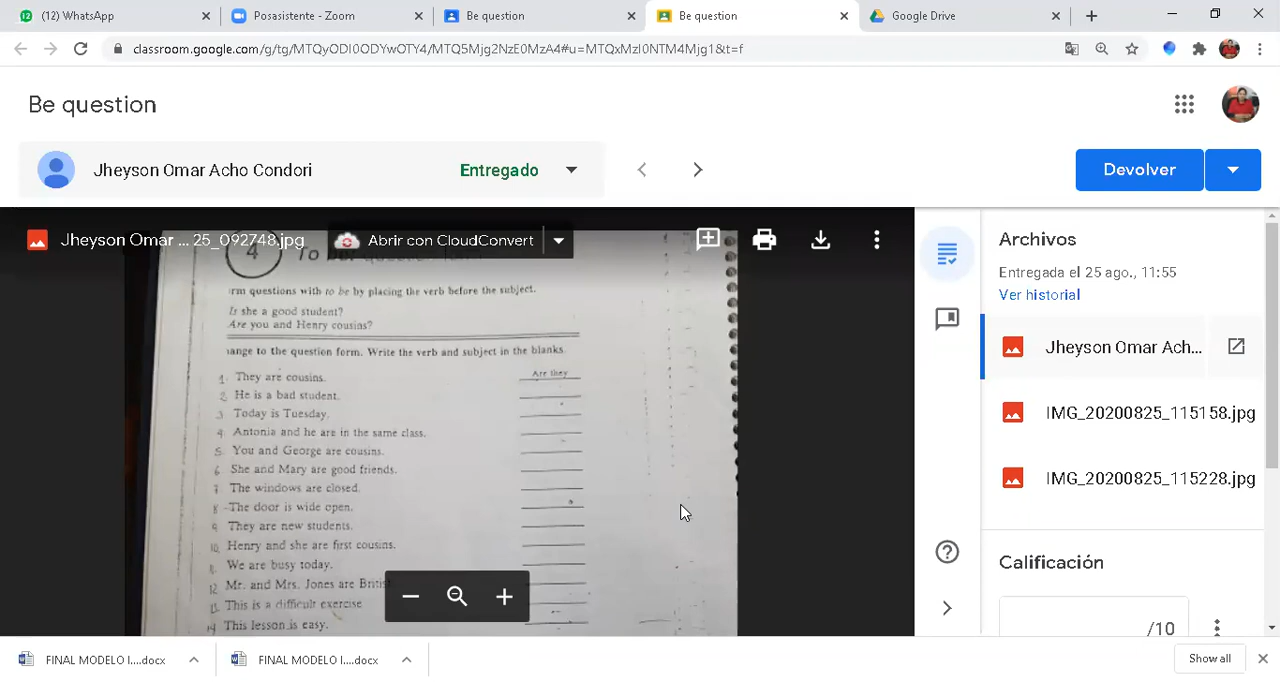 (12) WhatsApp
Posasistente - Zoom
Be question
Be question
Google Drive
classroom.google.com/g/tg/MTQyODI0ODYwOTY4/MTQ5Mjg2NzE0MzA4#u=MTQxMzI0NTM4Mjg1&t=f
Be question
Jheyson Omar Acho Condori
Entregado
Devolver
Jheyson Omar ... 25_092748.jpg
Abrir con CloudConvert
4
rm questions with to be by placing the verb before the subject.
Is she a good student?
Are you and Henry cousins?
ange to the question form. Write the verb and subject in the blanks.
1. They are cousins. Are they
2. He is a bad student.
3. Today is Tuesday.
4. Antonia and he are in the same class.
5. You and George are cousins.
6. She and Mary are good friends.
7. The windows are closed.
8. The door is wide open.
9. They are new students.
10. Henry and she are first cousins.
11. We are busy today.
12. Mr. and Mrs. Jones are Briti
13. This is a difficult exercise
14. This lesson is easy.
Archivos
Entregada el 25 ago., 11:55
Ver historial
Jheyson Omar Ach...
IMG_20200825_115158.jpg
IMG_20200825_115228.jpg
Calificación
/10
FINAL MODELO I....docx
FINAL MODELO I....docx
Show all